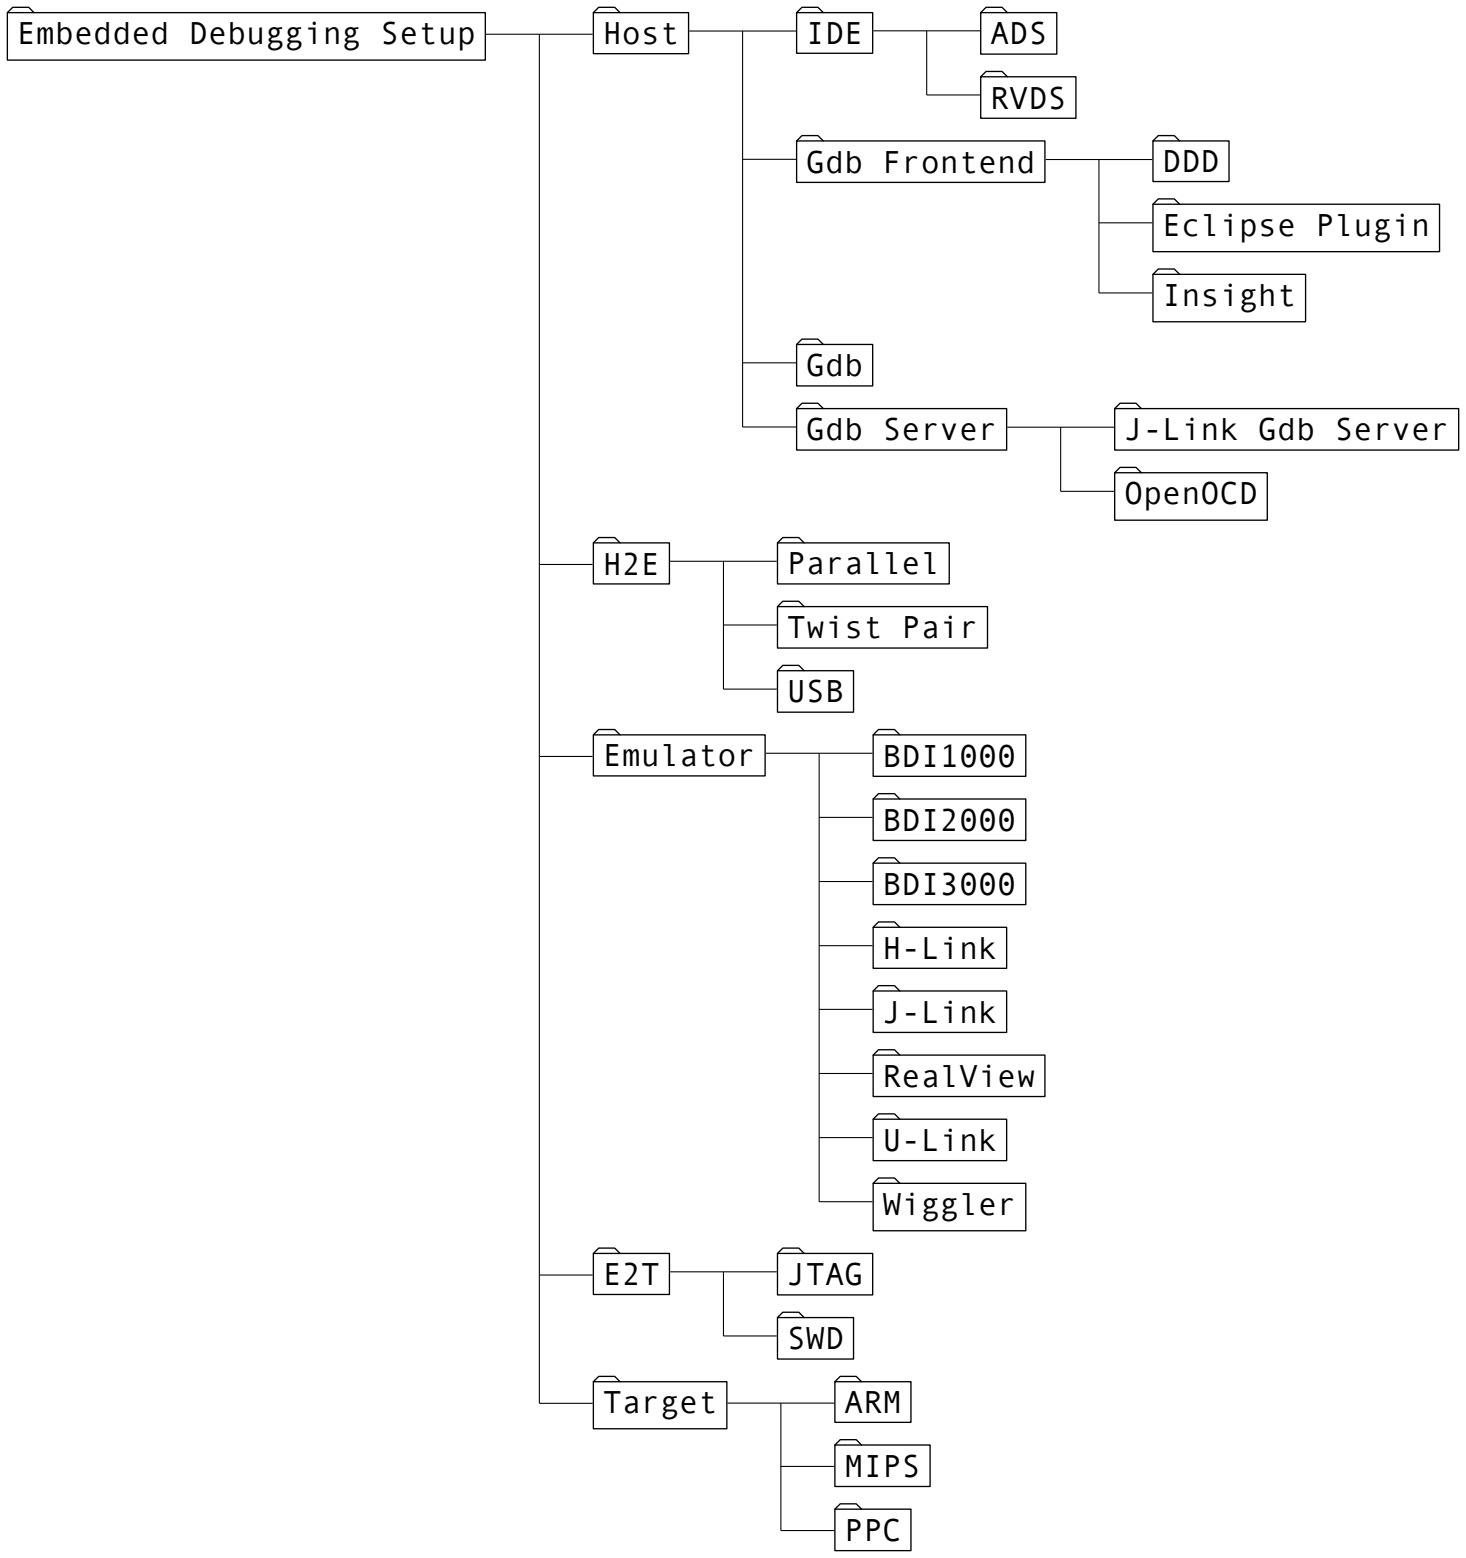 Embedded Debugging Setup
Host
IDE
ADS
RVDS
Gdb Frontend
DDD
Eclipse Plugin
Insight
Gdb
Gdb Server
J-Link Gdb Server
OpenOCD
H2E
Parallel
Twist Pair
USB
Emulator
BDI1000
BDI2000
BDI3000
H-Link
J-Link
RealView
U-Link
Wiggler
E2T
JTAG
SWD
Target
ARM
MIPS
PPC